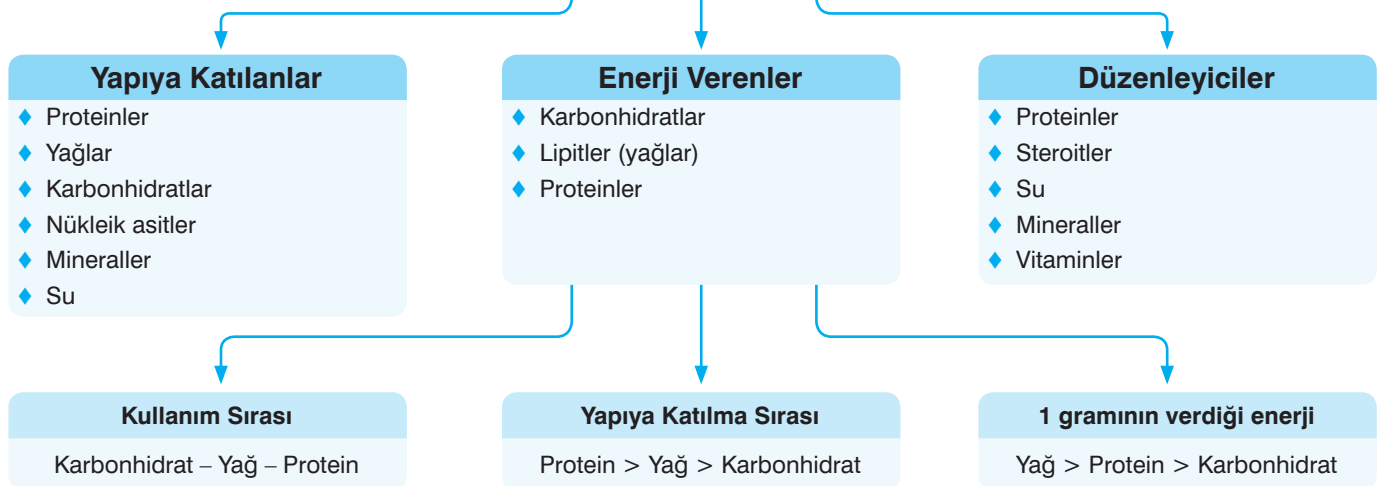 Yapıya Katılanlar
Proteinler
Yağlar
Karbonhidratlar
Nükleik asitler
Mineraller
Su
Enerji Verenler
Karbonhidratlar
Lipitler (yağlar)
Proteinler
Düzenleyiciler
Proteinler
Steroitler
Su
Mineraller
Vitaminler
Kullanım Sırası
Karbonhidrat – Yağ – Protein
Yapıya Katılma Sırası
Protein > Yağ > Karbonhidrat
1 gramının verdiği enerji
Yağ > Protein > Karbonhidrat